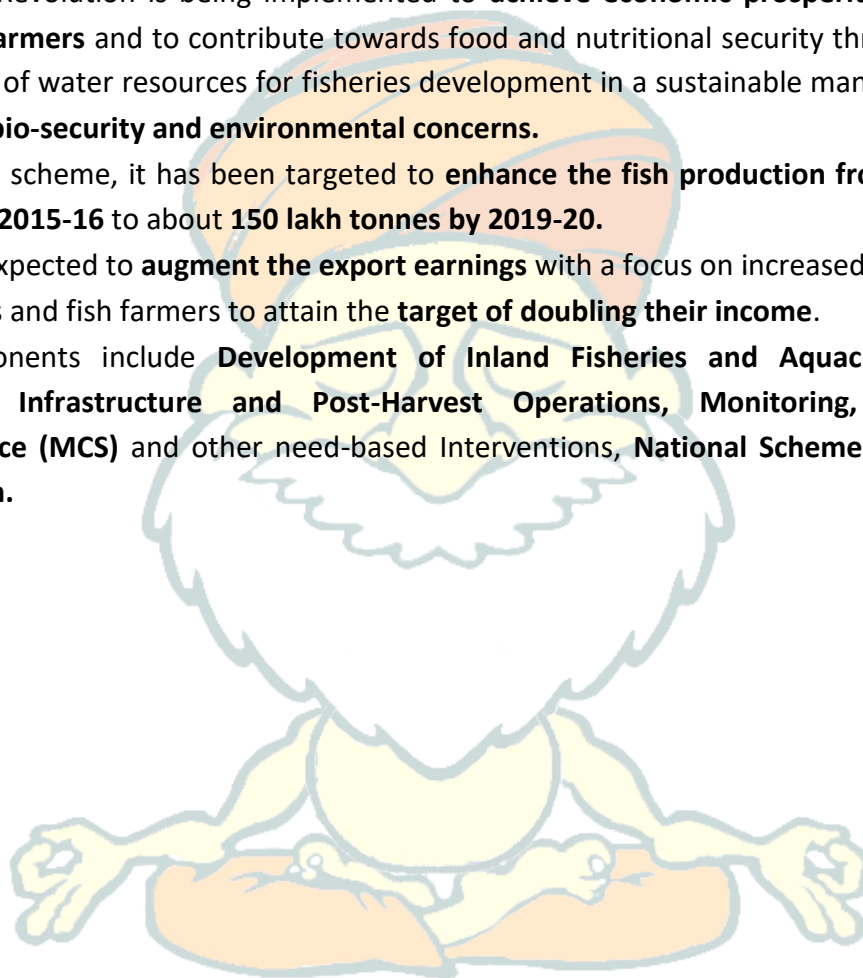 Revolution is being implemented to achieve economic prosperit
armers and to contribute towards food and nutritional security thr
of water resources for fisheries development in a sustainable man
bio-security and environmental concerns.
scheme, it has been targeted to enhance the fish production fro
2015-16 to about 150 lakh tonnes by 2019-20.
xpected to augment the export earnings with a focus on increased
s and fish farmers to attain the target of doubling their income.
onents include Development of Inland Fisheries and Aquac
Infrastructure and Post-Harvest Operations, Monitoring,
ce (MCS) and other need-based Interventions, National Scheme